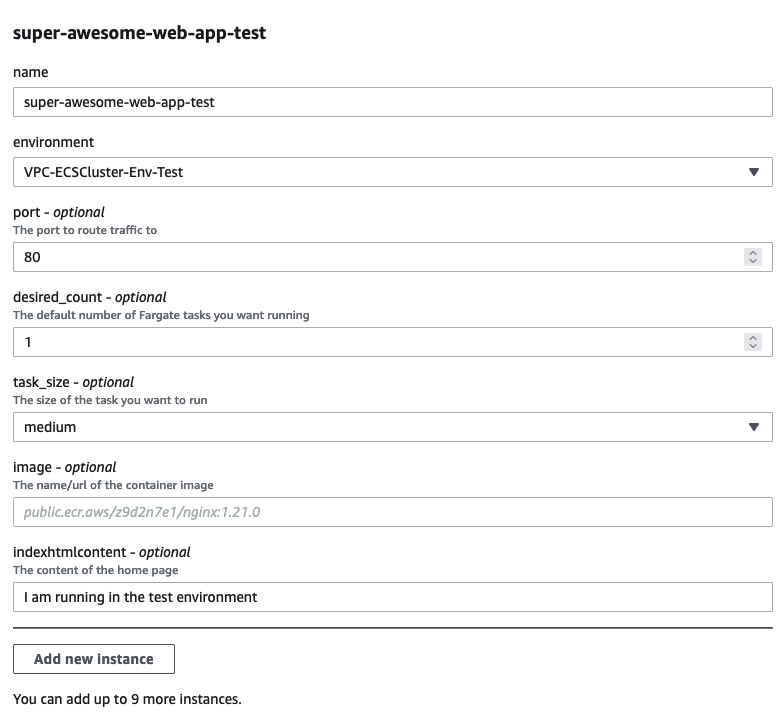 super-awesome-web-app-test
name
super-awesome-web-app-test
environment
VPC-ECSCluster-Env-Test
port - optional
The port to route traffic to
80
desired_count - optional
The default number of Fargate tasks you want running
1
task_size - optional
The size of the task you want to run
medium
image - optional
The name/url of the container image
public.ecr.aws/z9d2n7e1/nginx:1.21.0
indexhtmlcontent - optional
The content of the home page
I am running in the test environment
Add new instance
You can add up to 9 more instances.